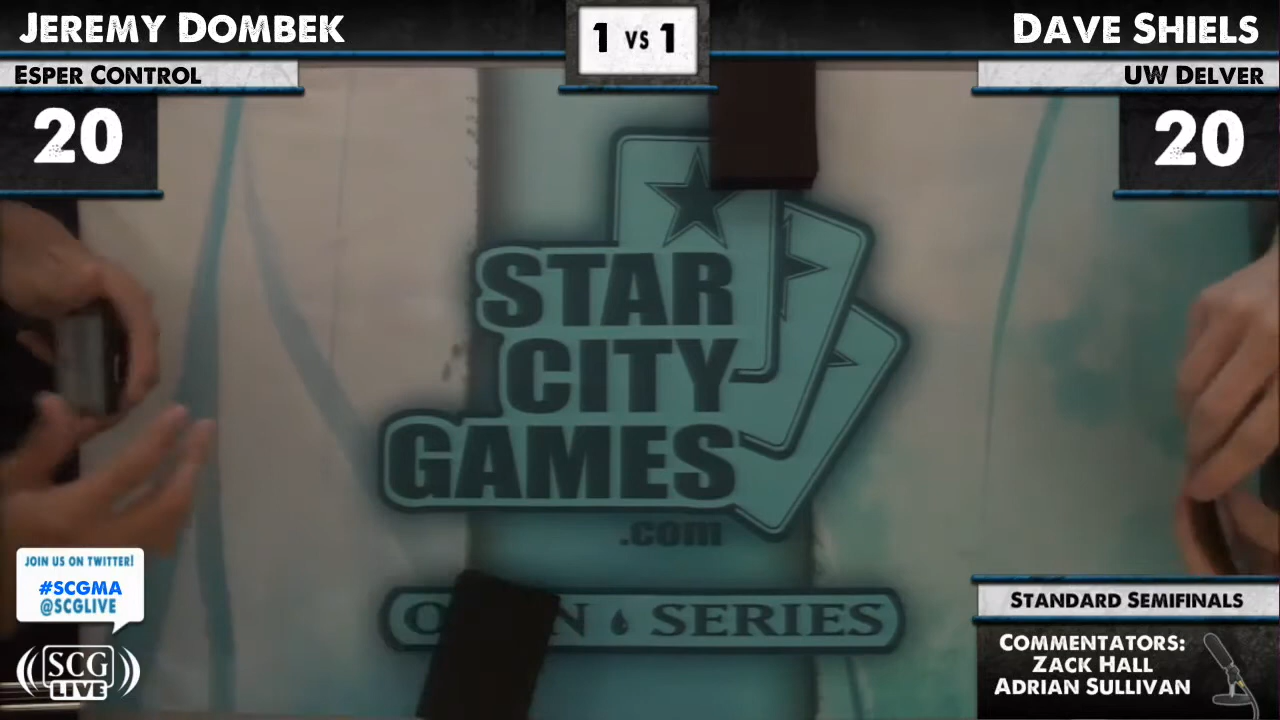 JEREMY DOMBEK
1 VS 1
DAVE SHIELS
ESPER CONTROL
UW DELVER
20
20
STAR
CITY
GAMES
.com
O N SERIES
JOIN US ON TWITTER!
#SCGMA
@SCGLIVE
SCG
LIVE
STANDARD SEMIFINALS
COMMENTATORS:
ZACK HALL
ADRIAN SULLIVAN